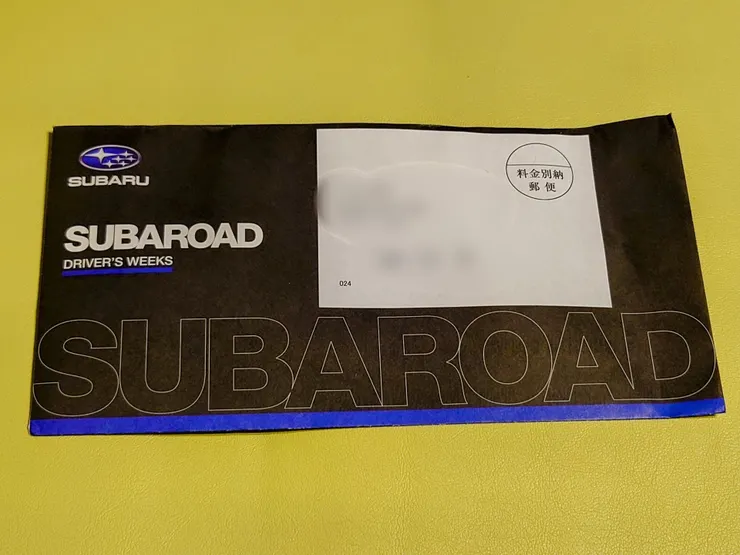 SUBARU
SUBAROAD
DRIVER'S WEEKS
料金別納
郵便
024
SUBAROAD